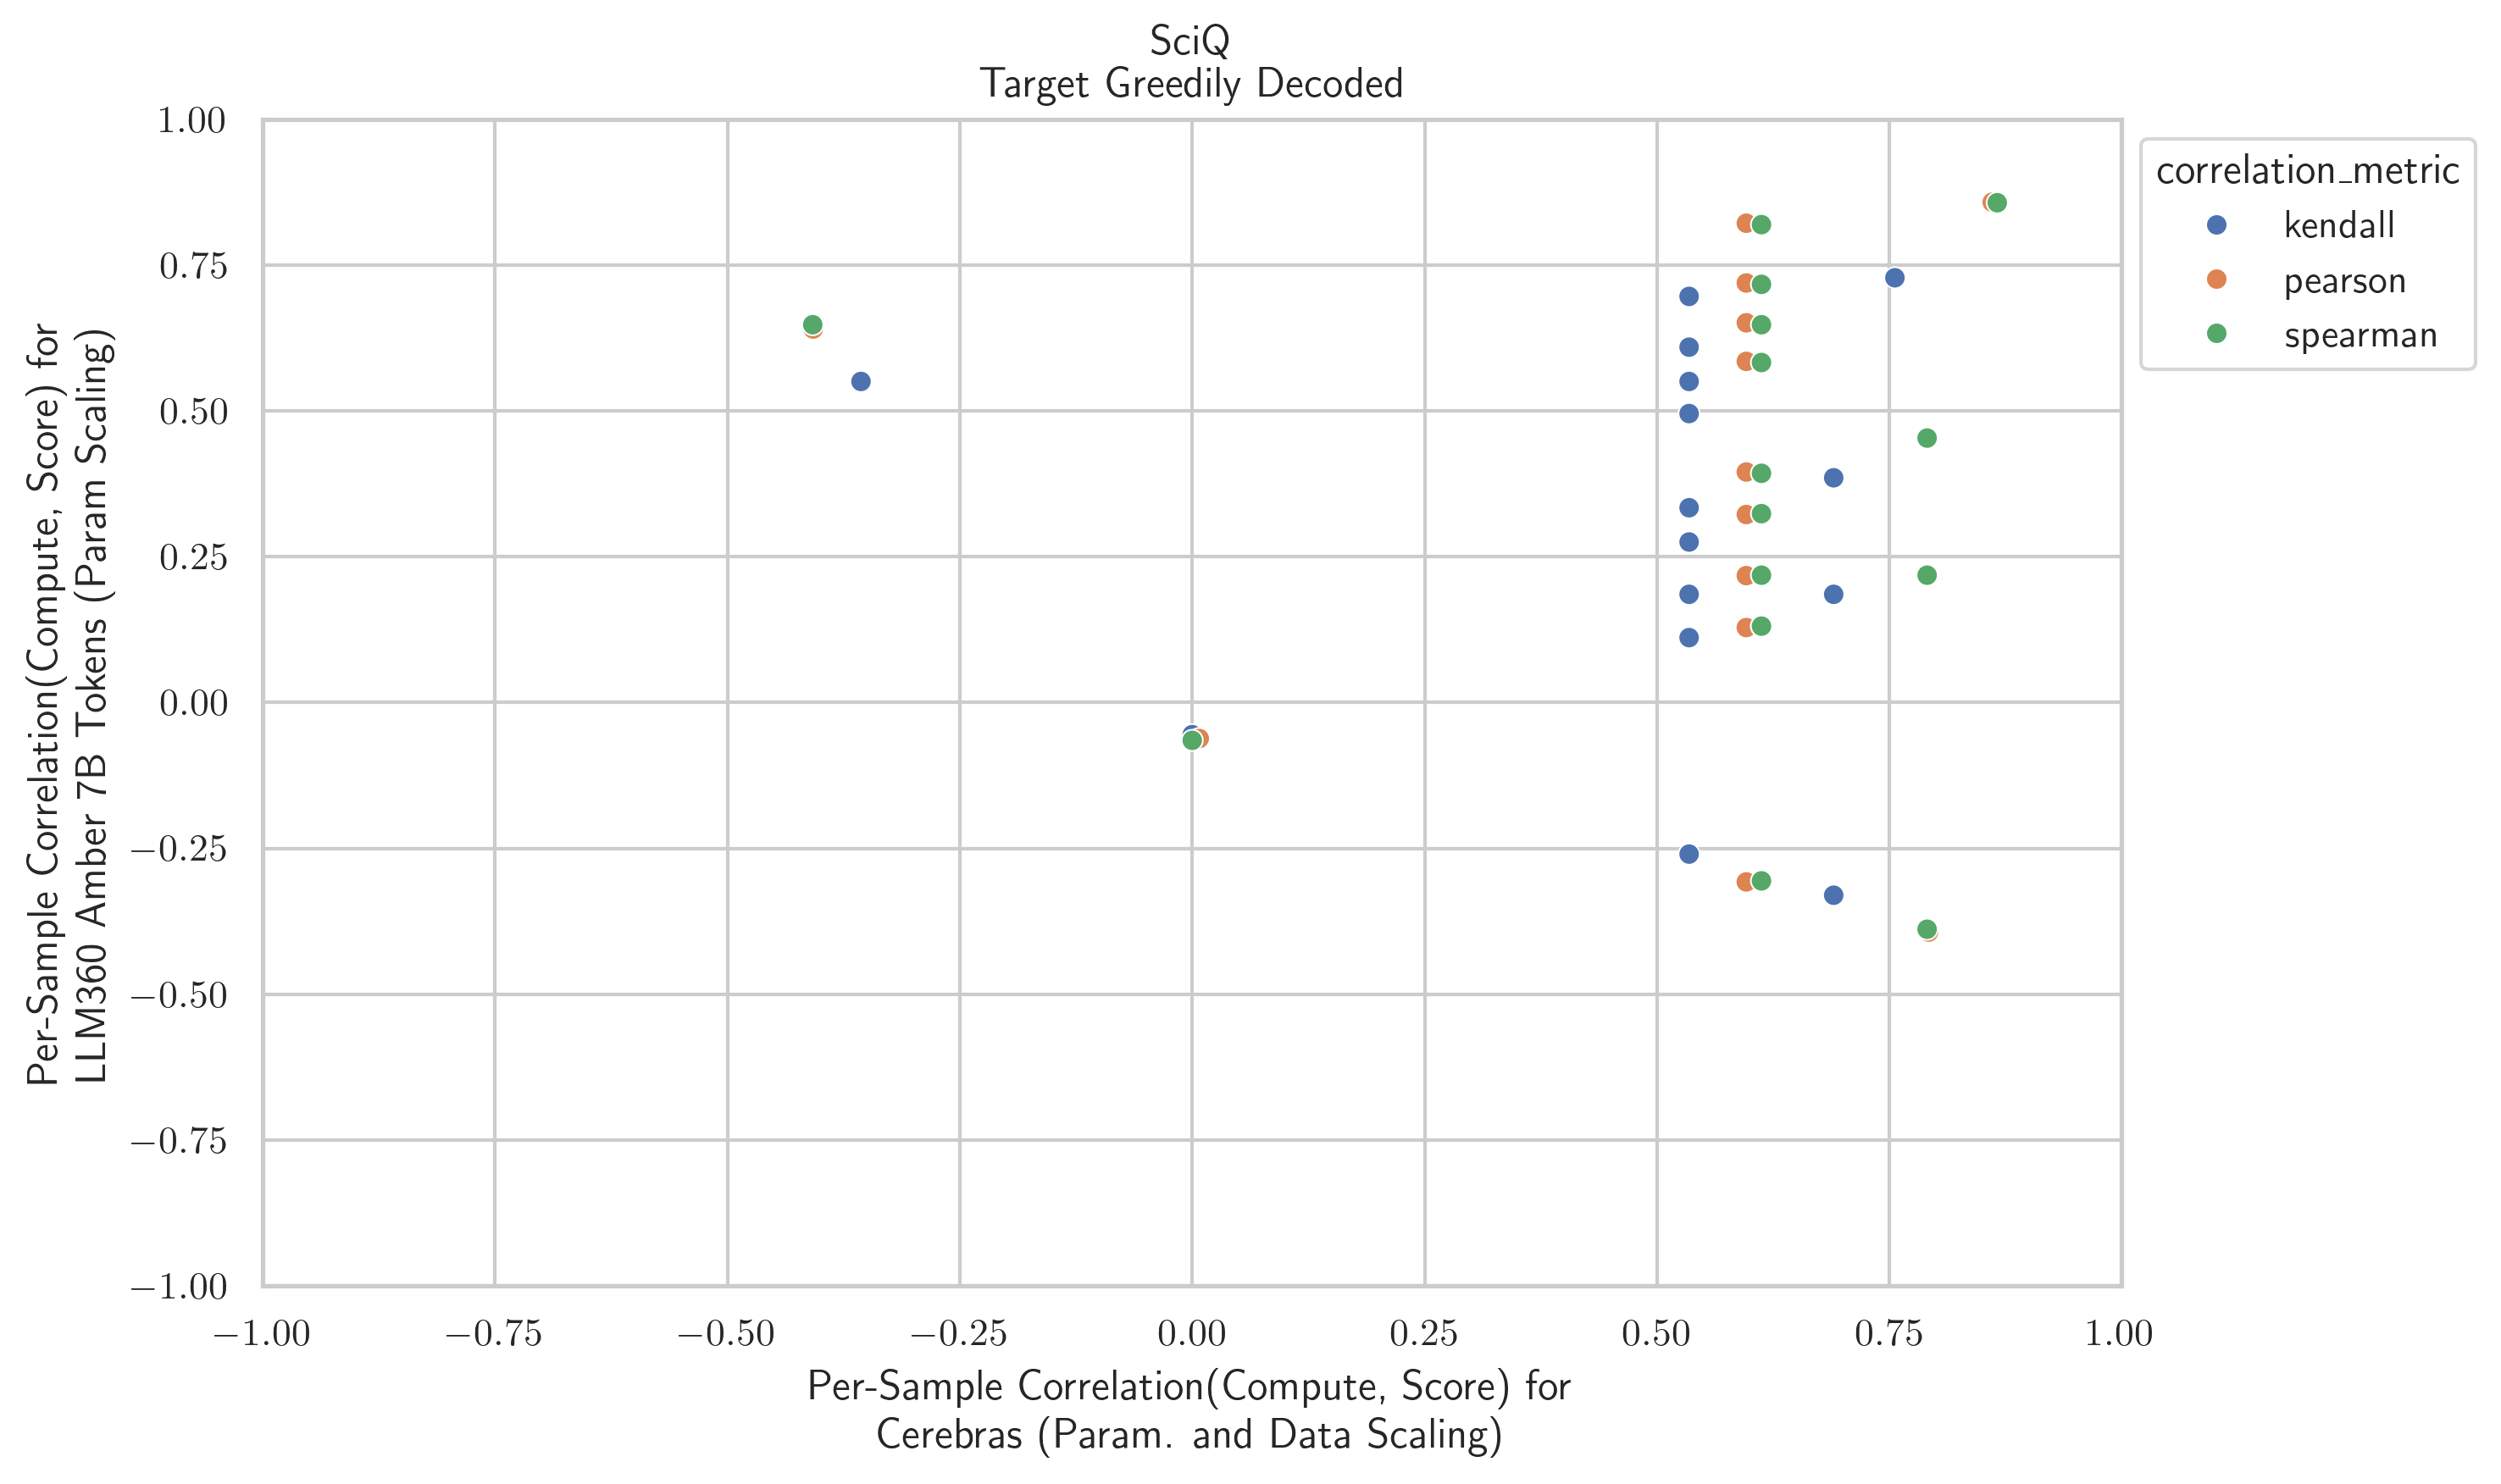 SciQ
Target Greedily Decoded
Per-Sample Correlation(Compute, Score) for
LLM360 Amber 7B Tokens (Param Scaling)
1.00
0.75
0.50
0.25
0.00
−0.25
−0.50
−0.75
−1.00
correlation_metric
kendall
pearson
spearman
−1.00
−0.75
−0.50
−0.25
0.00
0.25
0.50
0.75
1.00
Per-Sample Correlation(Compute, Score) for
Cerebras (Param. and Data Scaling)